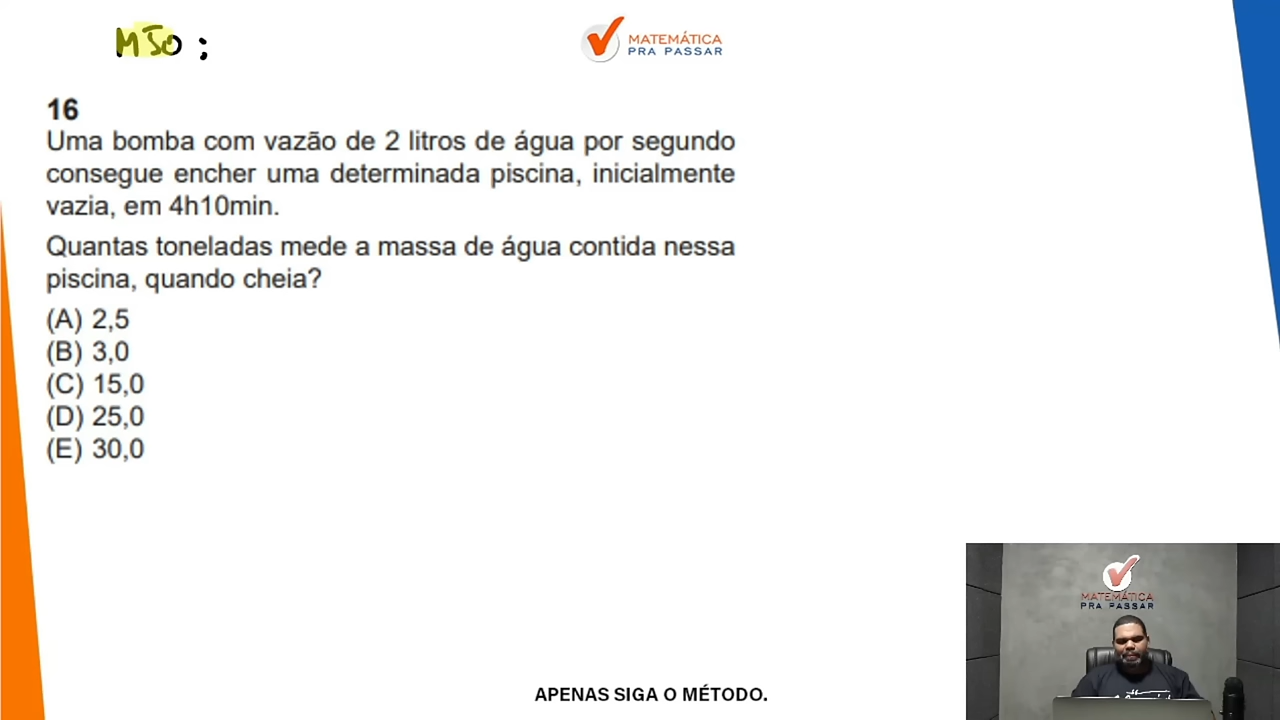 MJO :
MATEMÁTICA
PRA PASSAR
16
Uma bomba com vazão de 2 litros de água por segundo
consegue encher uma determinada piscina, inicialmente
vazia, em 4h10min.
Quantas toneladas mede a massa de água contida nessa
piscina, quando cheia?
(A) 2,5
(B) 3,0
(C) 15,0
(D) 25,0
(E) 30,0
MATEMÁTICA
PRA PASSAR
APENAS SIGA O MÉTODO.